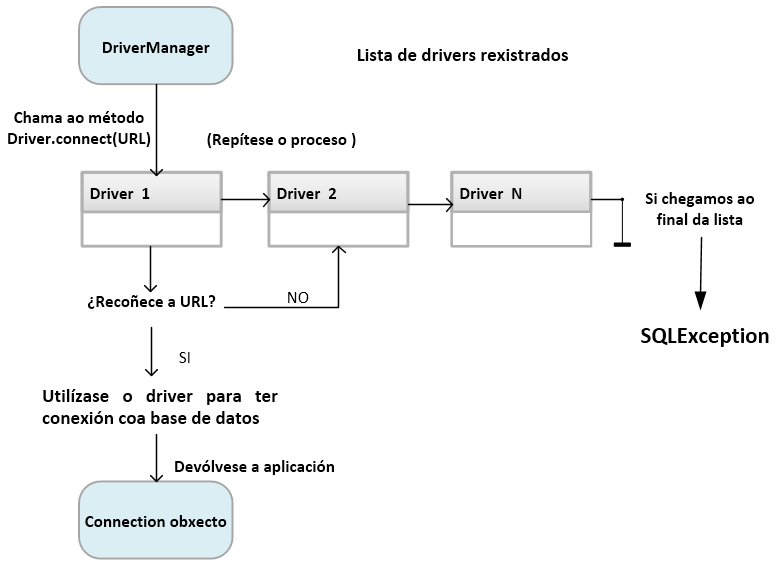 DriverManager
Lista de drivers rexistrados
Chama ao método
Driver.connect(URL)
(Repítese o proceso )
Driver 1
Driver 2
Driver N
Si chegamos ao
final da lista
¿Recoñece a URL?
NO
SQLException
SI
Utilízase o driver para ter
conexión coa base de datos
Devólvese a aplicación
Connection obxecto